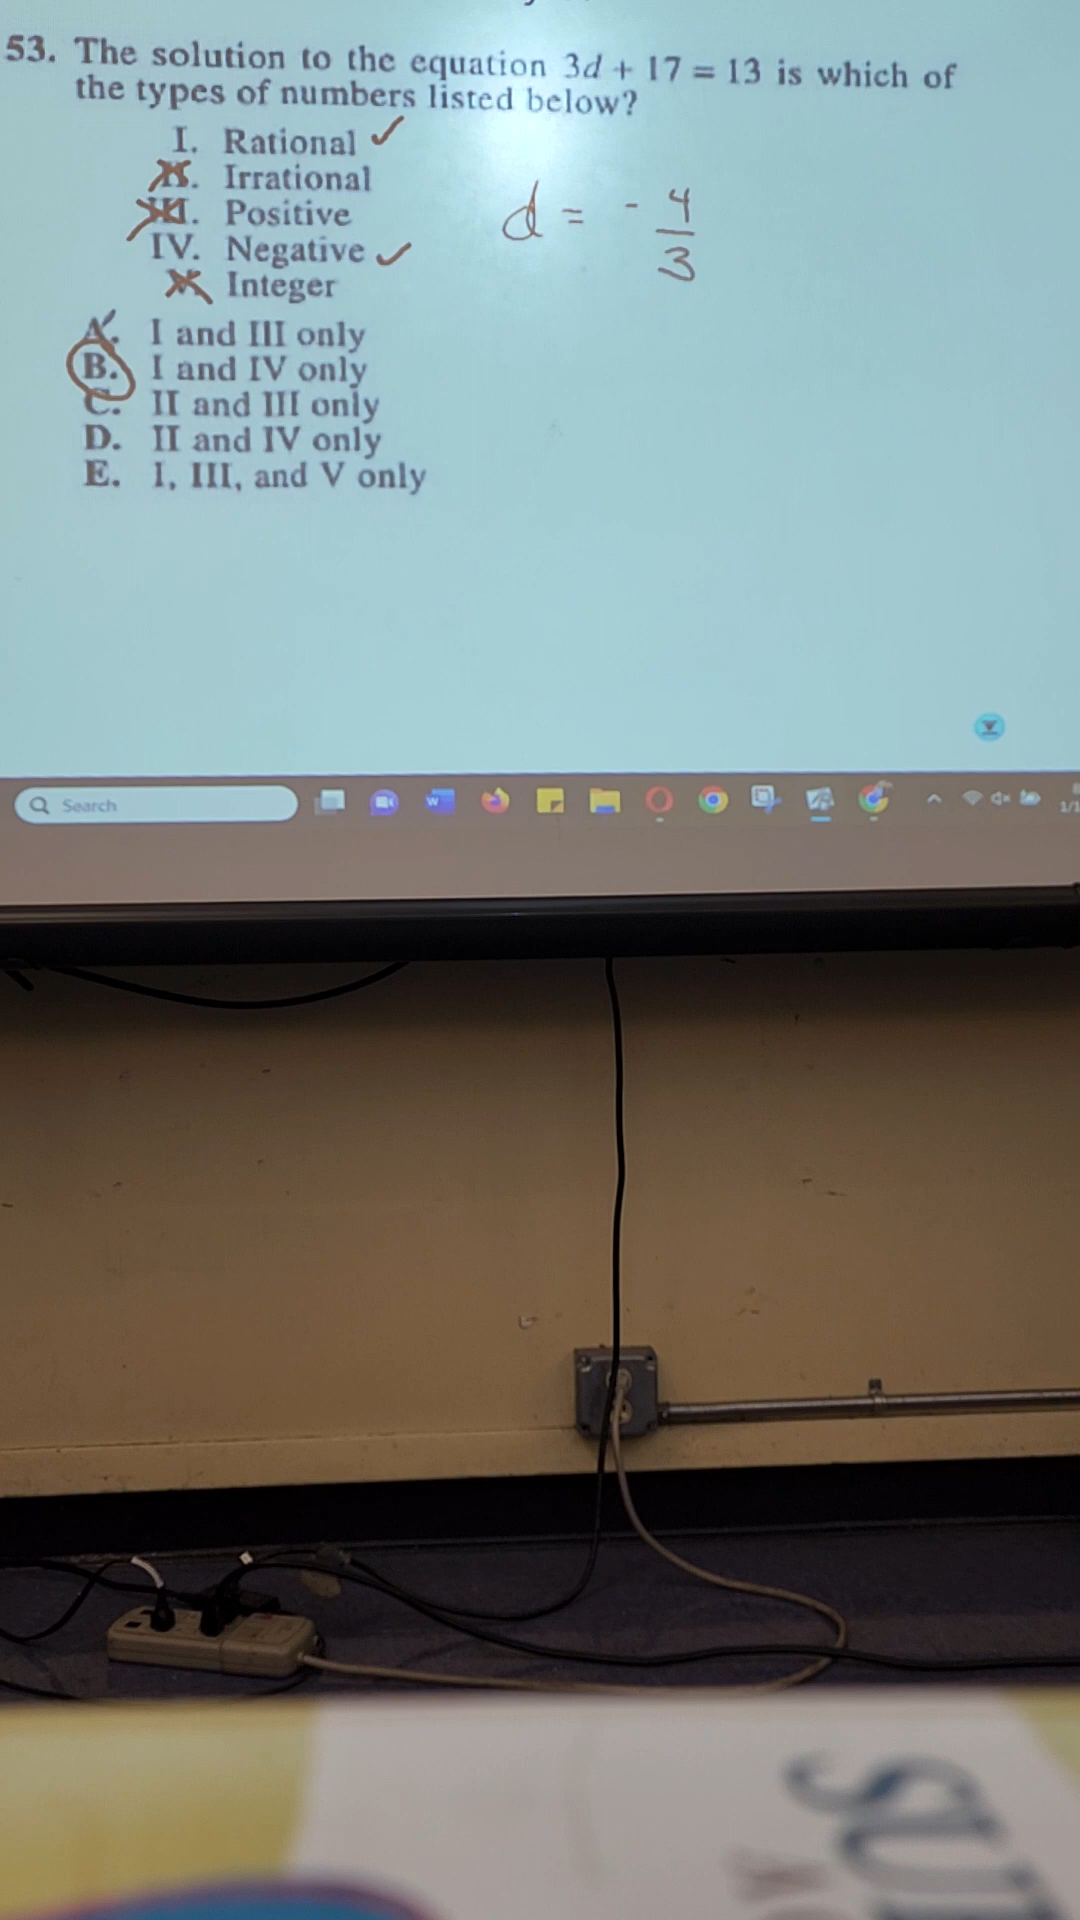 53. The solution to the equation 3d + 17 = 13 is which of
the types of numbers listed below?
I. Rational ✓
II. Irrational
III. Positive
IV. Negative ✓
Integer
d = - 4/3
A. I and III only
B. I and IV only
C. II and III only
D. II and IV only
E. I, III, and V only
Search